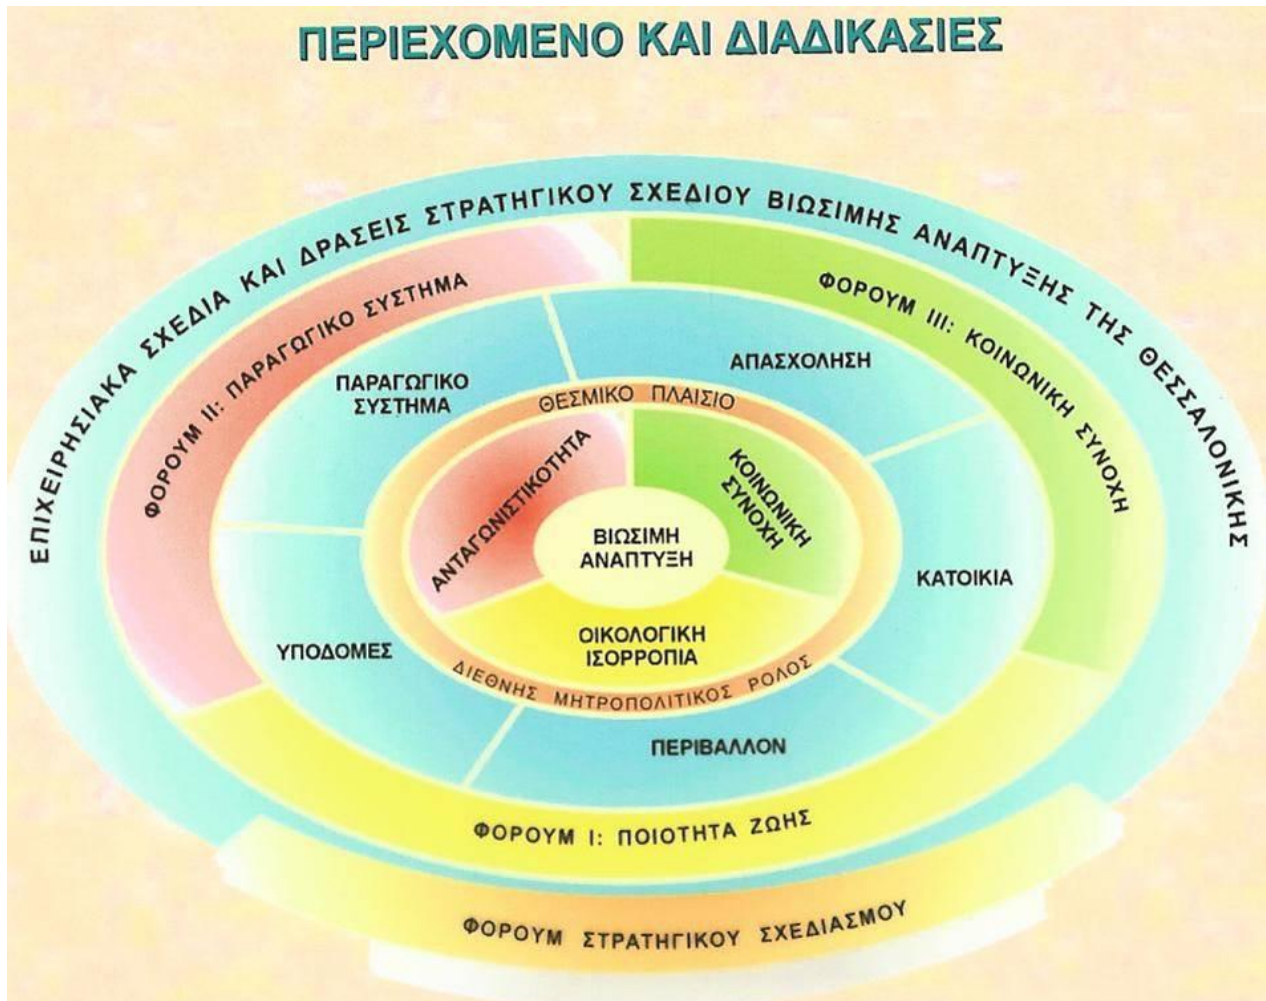 ΠΕΡΙΕΧΟΜΕΝΟ ΚΑΙ ΔΙΑΔΙΚΑΣΙΕΣ
ΕΠΙΧΕΙΡΗΣΙΑΚΑ ΣΧΕΔΙΑ ΚΑΙ ΔΡΑΣΕΙΣ ΣΤΡΑΤΗΓΙΚΟΥ ΣΧΕΔΙΟΥ ΒΙΩΣΙΜΗΣ ΑΝΑΠΤΥΞΗΣ ΤΗΣ ΘΕΣΣΑΛΟΝΙΚΗΣ
ΦΟΡΟΥΜ ΙΙ: ΠΑΡΑΓΩΓΙΚΟ ΣΥΣΤΗΜΑ
ΦΟΡΟΥΜ ΙΙΙ: ΚΟΙΝΩΝΙΚΗ ΣΥΝΟΧΗ
ΠΑΡΑΓΩΓΙΚΟ
ΣΥΣΤΗΜΑ
ΑΠΑΣΧΟΛΗΣΗ
ΘΕΣΜΙΚΟ ΠΛΑΙΣΙΟ
ΑΝΤΑΓΩΝΙΣΤΙΚΟΤΗΤΑ
ΚΟΙΝΩΝΙΚΗ
ΣΥΝΟΧΗ
ΒΙΩΣΙΜΗ
ΑΝΑΠΤΥΞΗ
ΚΑΤΟΙΚΙΑ
ΟΙΚΟΛΟΓΙΚΗ
ΙΣΟΡΡΟΠΙΑ
ΥΠΟΔΟΜΕΣ
ΔΙΕΘΝΗΣ ΜΗΤΡΟΠΟΛΙΤΙΚΟΣ ΡΟΛΟΣ
ΠΕΡΙΒΑΛΛΟΝ
ΦΟΡΟΥΜ Ι: ΠΟΙΟΤΗΤΑ ΖΩΗΣ
ΦΟΡΟΥΜ ΣΤΡΑΤΗΓΙΚΟΥ ΣΧΕΔΙΑΣΜΟΥ